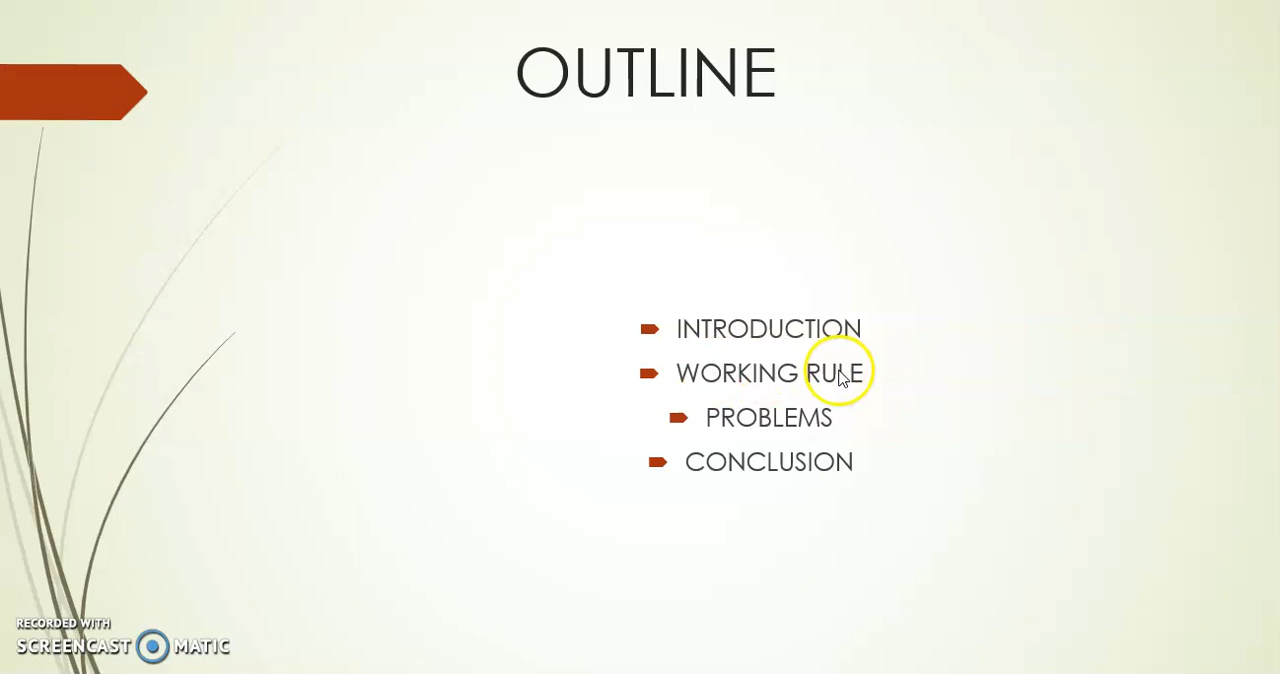 OUTLINE
INTRODUCTION
WORKING RULE
PROBLEMS
CONCLUSION
RECORDED WITH
SCREENCAST MATIC